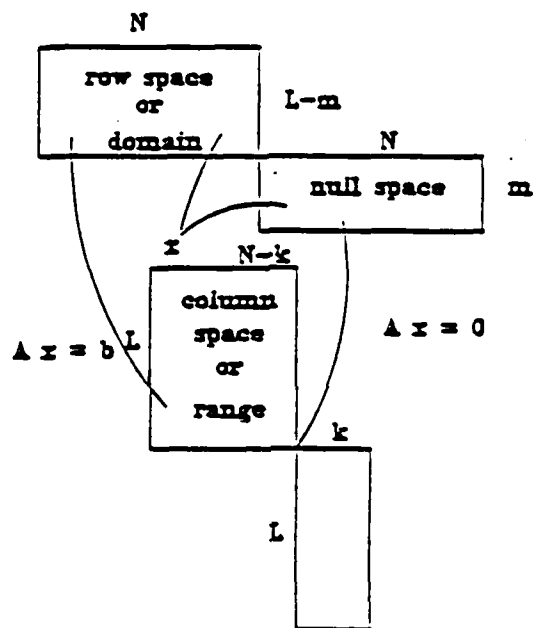 N
row space
or
domain
L-m
N
null space
m
x
N-k
column
space
or
range
L
A x = b
A x = 0
k
L